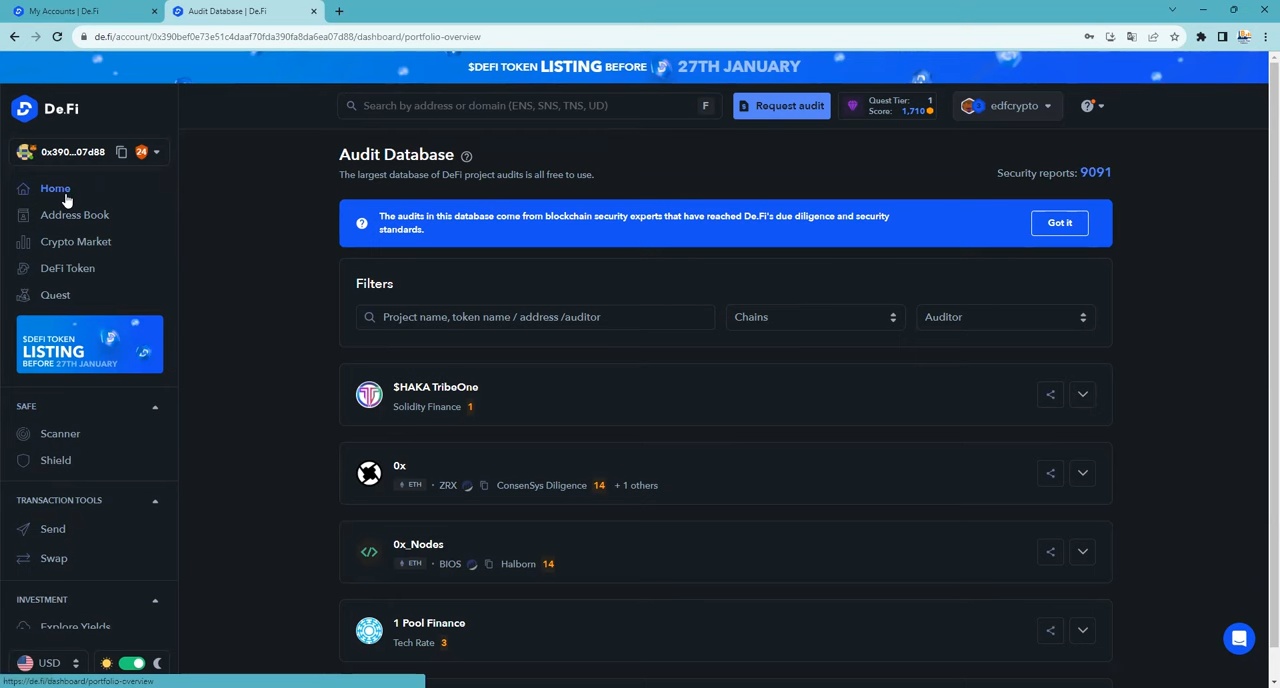 My Accounts | De.Fi
Audit Database | De.Fi
de.fi/account/0x390bef0e73e51c4daaf70fda390fa8da6ea07d88/dashboard/portfolio-overview
$DEFI TOKEN LISTING BEFORE 27TH JANUARY
De.Fi
Search by address or domain (ENS, SNS, TNS, UD)
F
Request audit
Quest Tier: 1
Score: 1,710
edfcrypto
0x390...07d88
24
Home
Address Book
Crypto Market
DeFi Token
Quest
$DEFI TOKEN
LISTING
BEFORE 27TH JANUARY
SAFE
Scanner
Shield
TRANSACTION TOOLS
Send
Swap
INVESTMENT
Explore Yields
USD
https://de.fi/dashboard/portfolio-overview
Audit Database
The largest database of DeFi project audits is all free to use.
Security reports: 9091
The audits in this database come from blockchain security experts that have reached De.Fi's due diligence and security
standards.
Got it
Filters
Project name, token name / address /auditor
Chains
Auditor
$HAKA TribeOne
Solidity Finance 1
0x
ETH · ZRX ConsenSys Diligence 14 + 1 others
0x_Nodes
ETH · BIOS Halborn 14
1 Pool Finance
Tech Rate 3